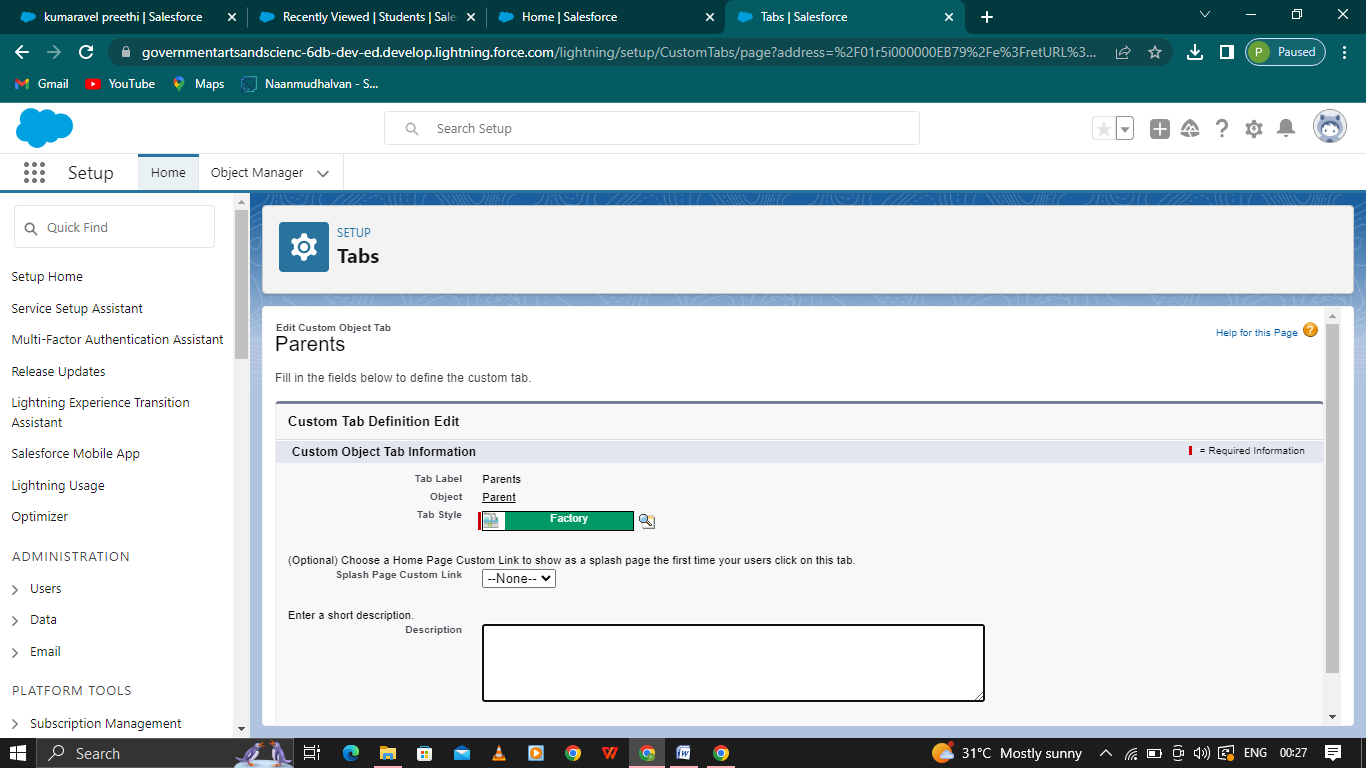 kumaravel preethi | Salesforce
Recently Viewed | Students | Sale
Home | Salesforce
Tabs | Salesforce
governmentartsandscienc-6db-dev-ed.develop.lightning.force.com/lightning/setup/CustomTabs/page?address=%2F01r5i000000EB79%2Fe%3FretURL%3...
P Paused
Gmail
YouTube
Maps
Naanmudhalvan - S...
Search Setup
Setup
Home
Object Manager
Quick Find
Setup Home
Service Setup Assistant
Multi-Factor Authentication Assistant
Release Updates
Lightning Experience Transition
Assistant
Salesforce Mobile App
Lightning Usage
Optimizer
ADMINISTRATION
Users
Data
Email
PLATFORM TOOLS
Subscription Management
SETUP
Tabs
Edit Custom Object Tab
Parents
Help for this Page ?
Fill in the fields below to define the custom tab.
Custom Tab Definition Edit
Custom Object Tab Information
= Required Information
Tab Label Parents
Object Parent
Tab Style Factory
(Optional) Choose a Home Page Custom Link to show as a splash page the first time your users click on this tab.
Splash Page Custom Link --None--
Enter a short description.
Description
Search
31°C Mostly sunny
ENG
00:27